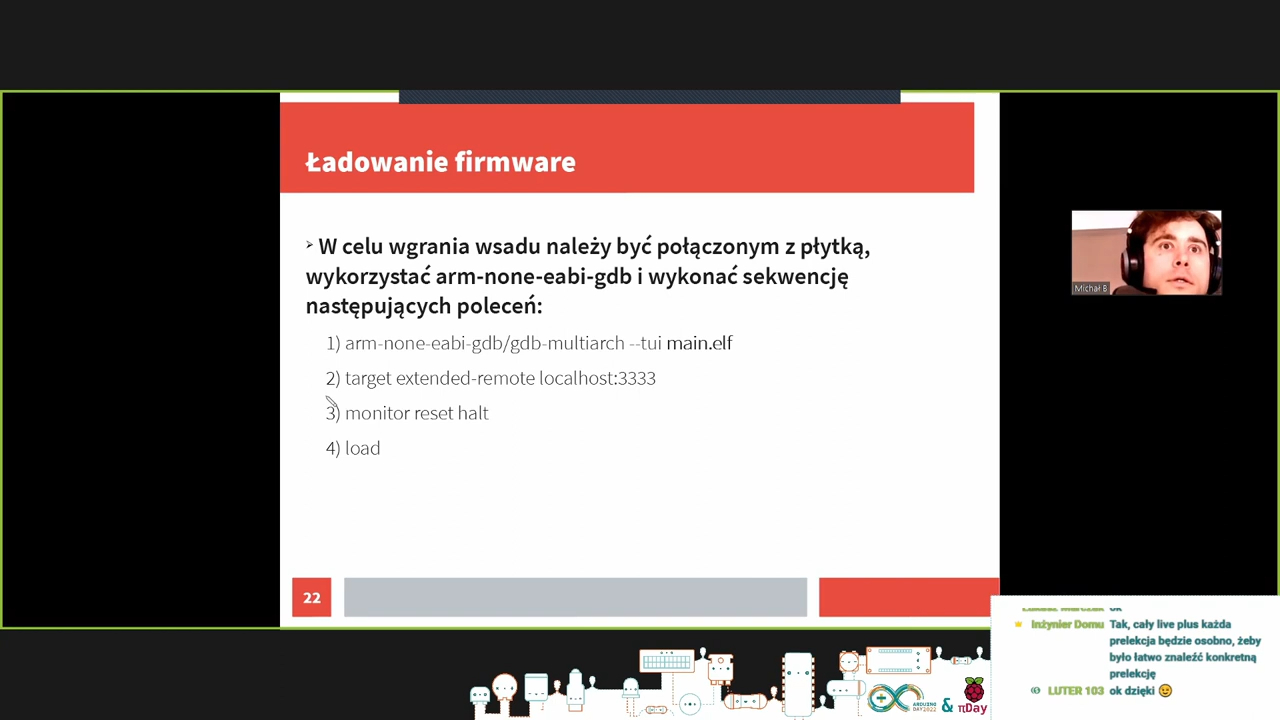 Ładowanie firmware
➢ W celu wgrania wsadu należy być połączonym z płytką,
wykorzystać arm-none-eabi-gdb i wykonać sekwencję
następujących poleceń:
1) arm-none-eabi-gdb/gdb-multiarch --tui main.elf
2) target extended-remote localhost:3333
3) monitor reset halt
4) load
22
Michał B
ok
Inżynier Domu Tak, cały live plus każda
prelekcja będzie osobno, żeby
było łatwo znaleźć konkretną
prelekcję
LUTER 103 ok dzięki 😉
ARDUINO
DAY2022
& πDay